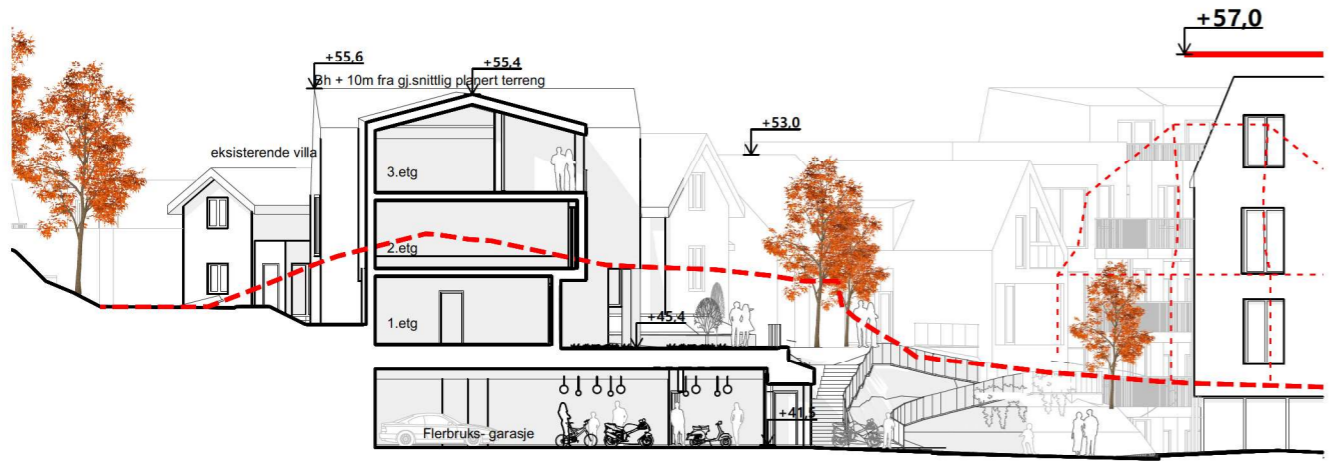 +57,0
+55,6
+55,4
Bh + 10m fra gj.snittlig planert terreng
+53,0
eksisterende villa
3.etg
2.etg
1.etg
+45,4
+41,5
Flerbruks- garasje